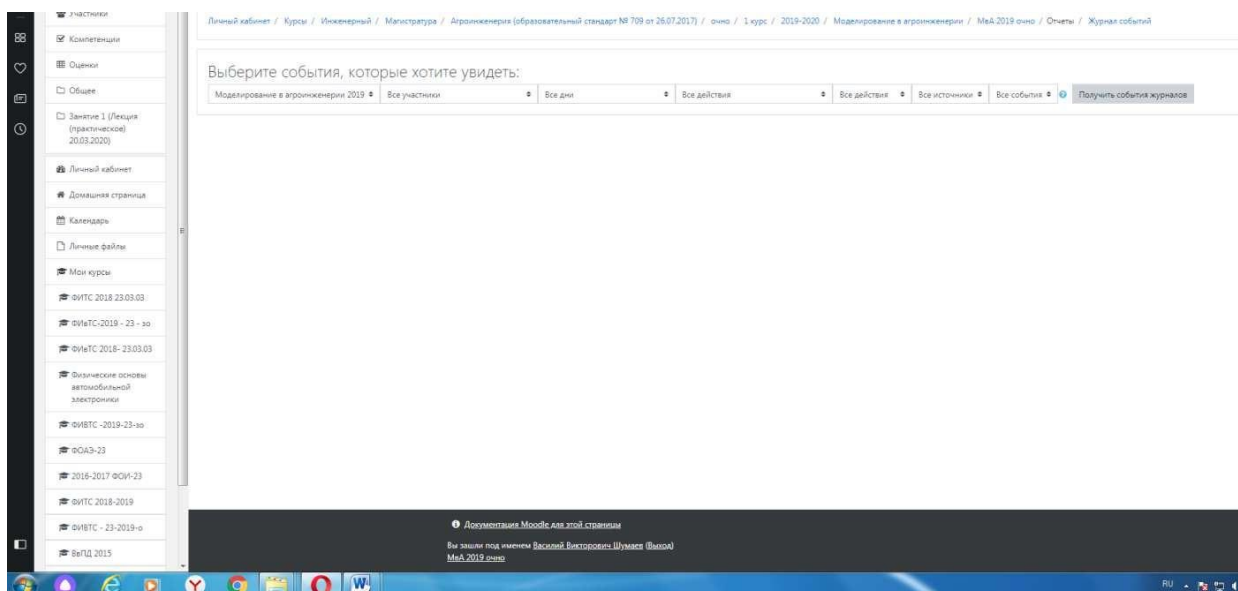 Участники
Компетенции
Оценки
Общее
Занятие 1 (Лекция
(практическое)
20.03.2020)
Личный кабинет
Домашняя страница
Календарь
Личные файлы
Мои курсы
ФИТС 2018 23.03.03
ФИвТС-2019 - 23 - зо
ФИвТС 2018- 23.03.03
Физические основы
автомобильной
электроники
ФИВТС -2019-23-зо
ФОАЭ-23
2016-2017 ФОИ-23
ФИТС 2018-2019
ФИВТС - 23-2019-о
ВвПД 2015
Личный кабинет / Курсы / Инженерный / Магистратура / Агроинженерия (образовательный стандарт № 709 от 26.07.2017) / очно / 1 курс / 2019-2020 / Моделирование в агроинженерии / МвА 2019 очно / Отчеты / Журнал событий
Выберите события, которые хотите увидеть:
Моделирование в агроинженерии 2019 Все участники Все дни Все действия Все действия Все источники Все события Получить события журналов
Документация Moodle для этой страницы
Вы зашли под именем Василий Викторович Шумаев (Выход)
МвА 2019 очно
RU